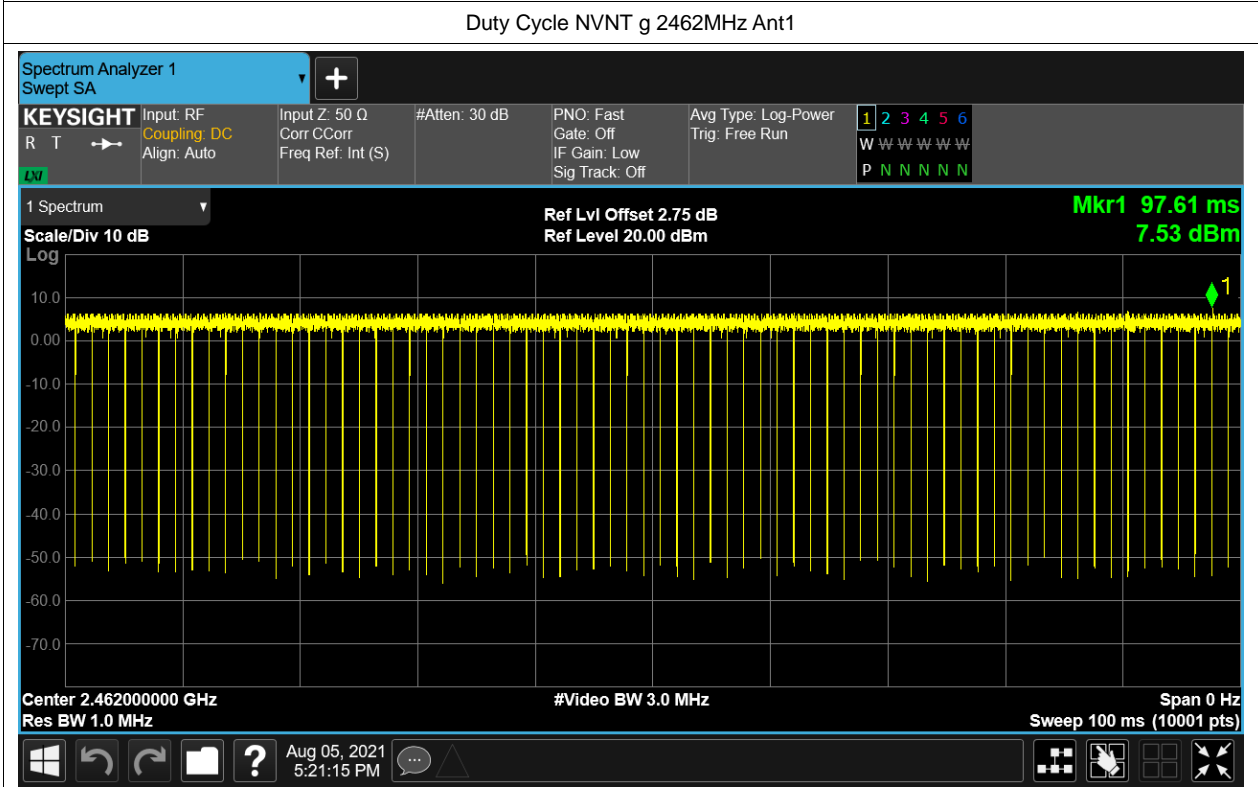 Duty Cycle NVNT g 2462MHz Ant1
Spectrum Analyzer 1
Swept SA
KEYSIGHT Input: RF Input Z: 50 Ω #Atten: 30 dB PNO: Fast Avg Type: Log-Power 1 2 3 4 5 6
R T Coupling: DC Corr CCorr Gate: Off Trig: Free Run W W W W W W
Align: Auto Freq Ref: Int (S) IF Gain: Low
LXI Sig Track: Off P N N N N N
1 Spectrum Ref Lvl Offset 2.75 dB Mkr1 97.61 ms
Scale/Div 10 dB Ref Level 20.00 dBm 7.53 dBm
Log
1
10.0
0.00
-10.0
-20.0
-30.0
-40.0
-50.0
-60.0
-70.0
Center 2.462000000 GHz #Video BW 3.0 MHz Span 0 Hz
Res BW 1.0 MHz Sweep 100 ms (10001 pts)
? Aug 05, 2021
5:21:15 PM